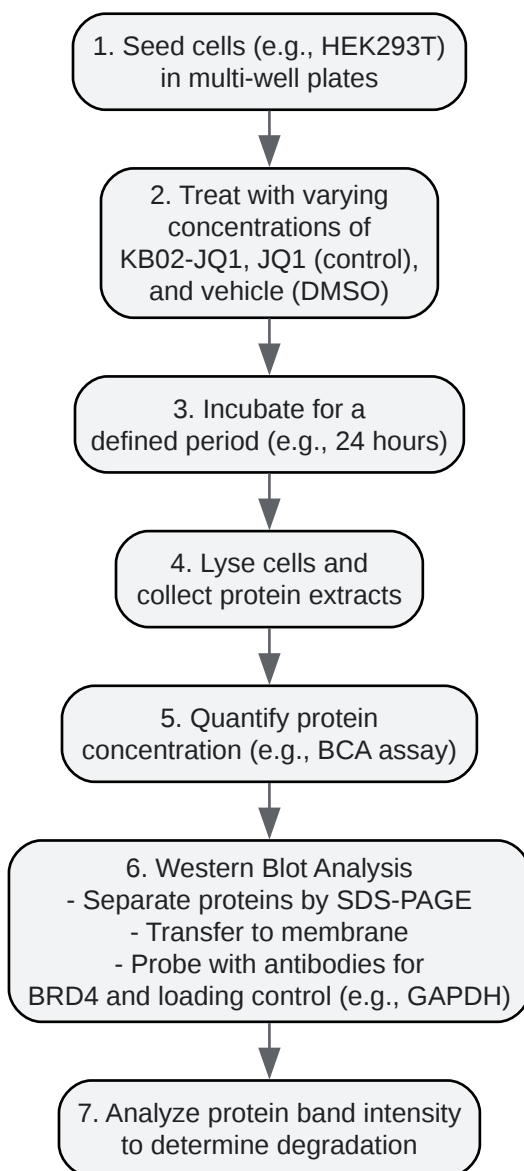 1. Seed cells (e.g., HEK293T)
in multi-well plates
2. Treat with varying
concentrations of
KB02-JQ1, JQ1 (control),
and vehicle (DMSO)
3. Incubate for a
defined period (e.g., 24 hours)
4. Lyse cells and
collect protein extracts
5. Quantify protein
concentration (e.g., BCA assay)
6. Western Blot Analysis
- Separate proteins by SDS-PAGE
- Transfer to membrane
- Probe with antibodies for
BRD4 and loading control (e.g., GAPDH)
7. Analyze protein band intensity
to determine degradation